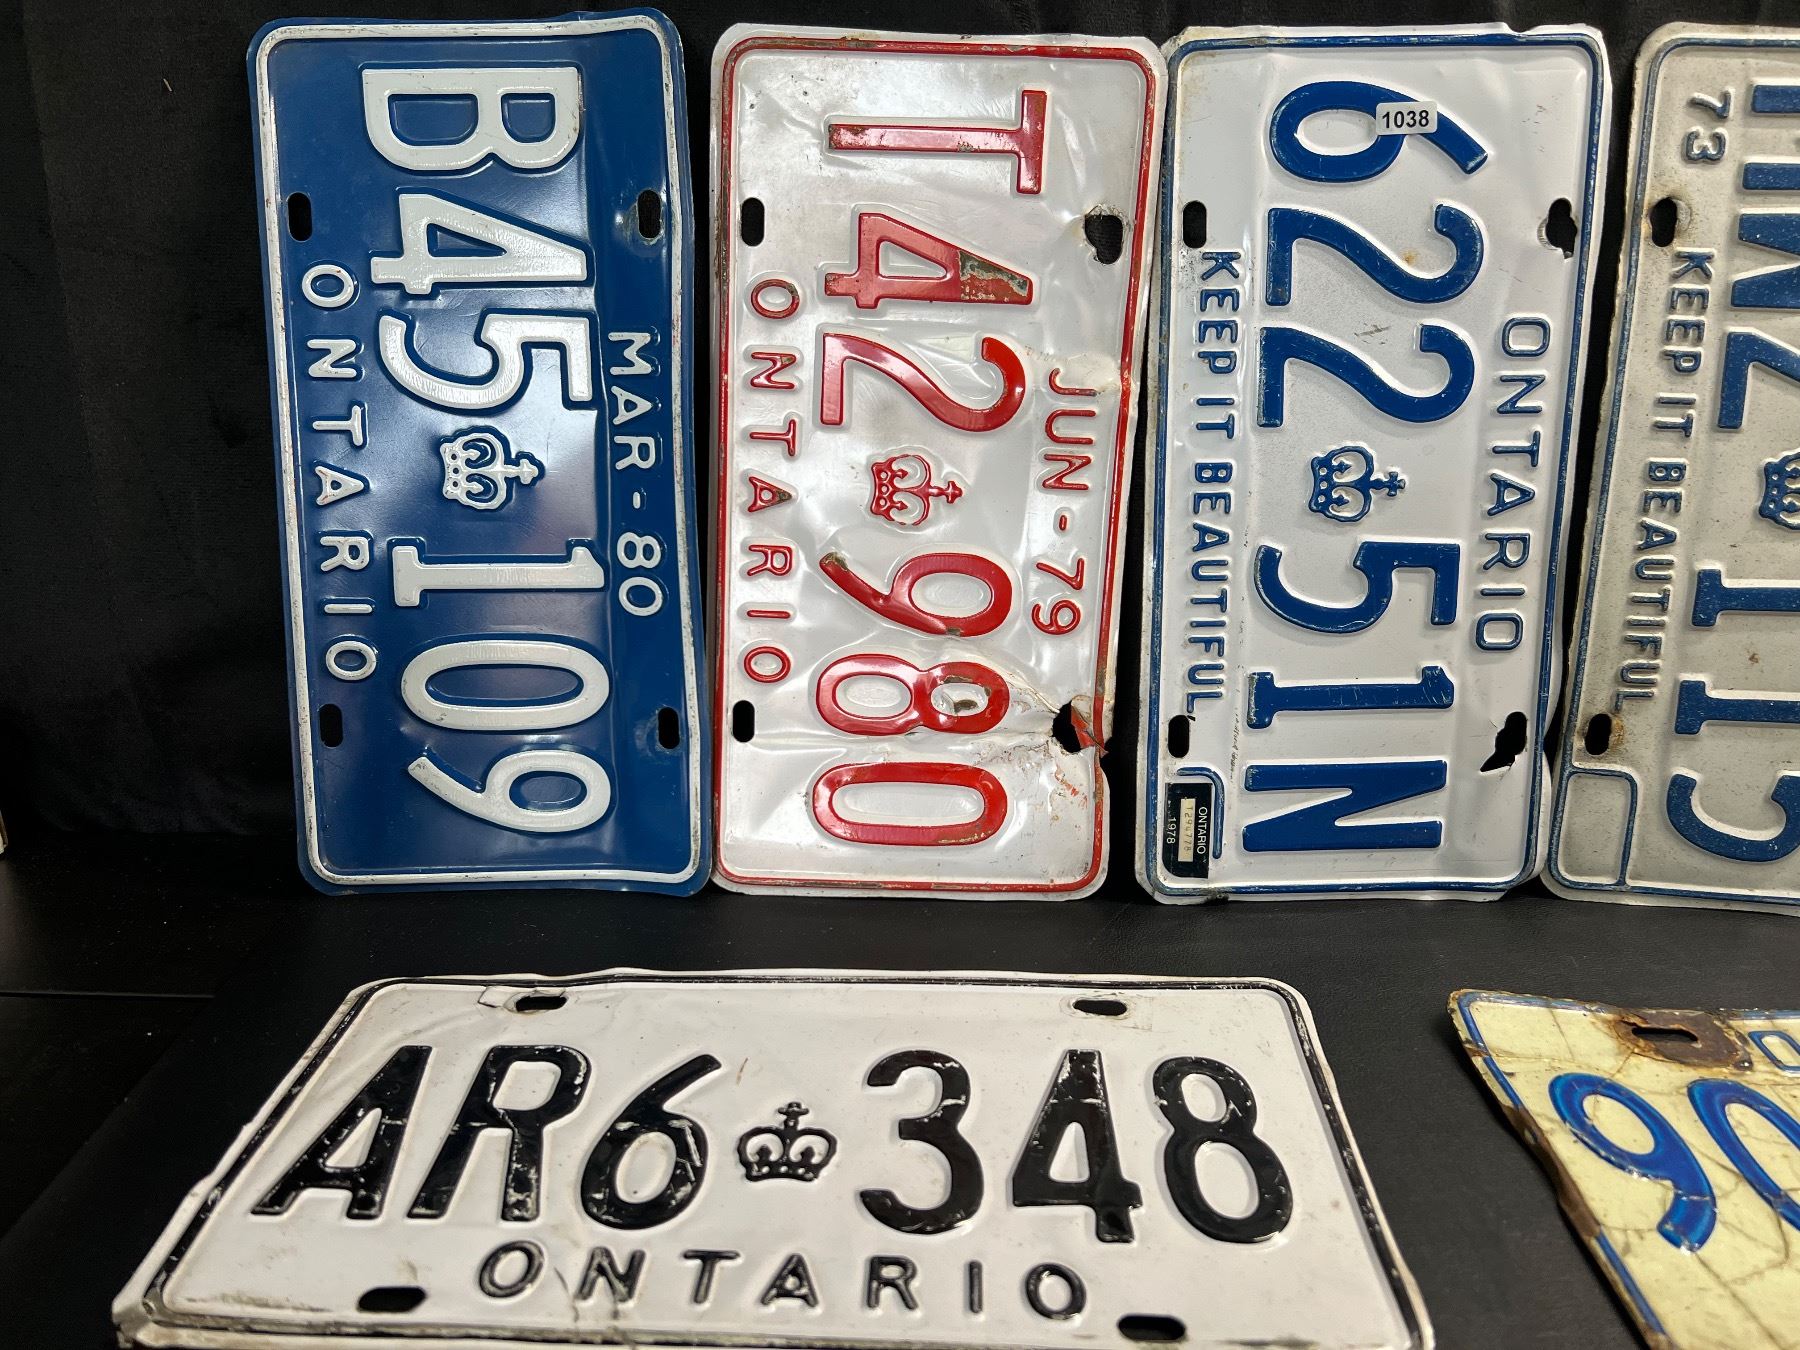 MAR-80
B45 109
ONTARIO
JUN-79
T42 980
ONTARIO
ONTARIO
622 51N
1038
KEEP IT BEAUTIFUL
ONTARIO
1978
73
KEEP IT BEAUTIFUL
AR6 348
ONTARIO
90